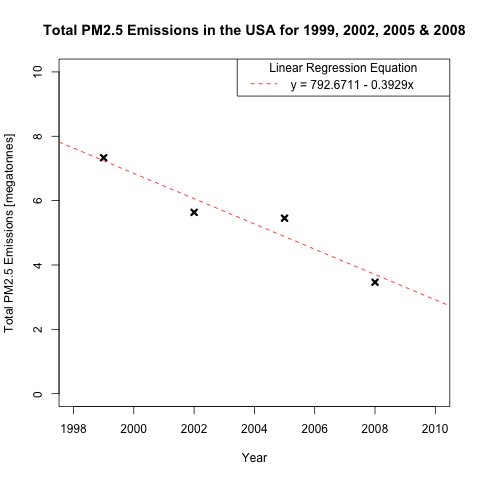 Total PM2.5 Emissions in the USA for 1999, 2002, 2005 & 2008
Linear Regression Equation
y = 792.6711 - 0.3929x
Total PM2.5 Emissions [megatonnes]
10
8
6
4
2
0
1998 2000 2002 2004 2006 2008 2010
Year